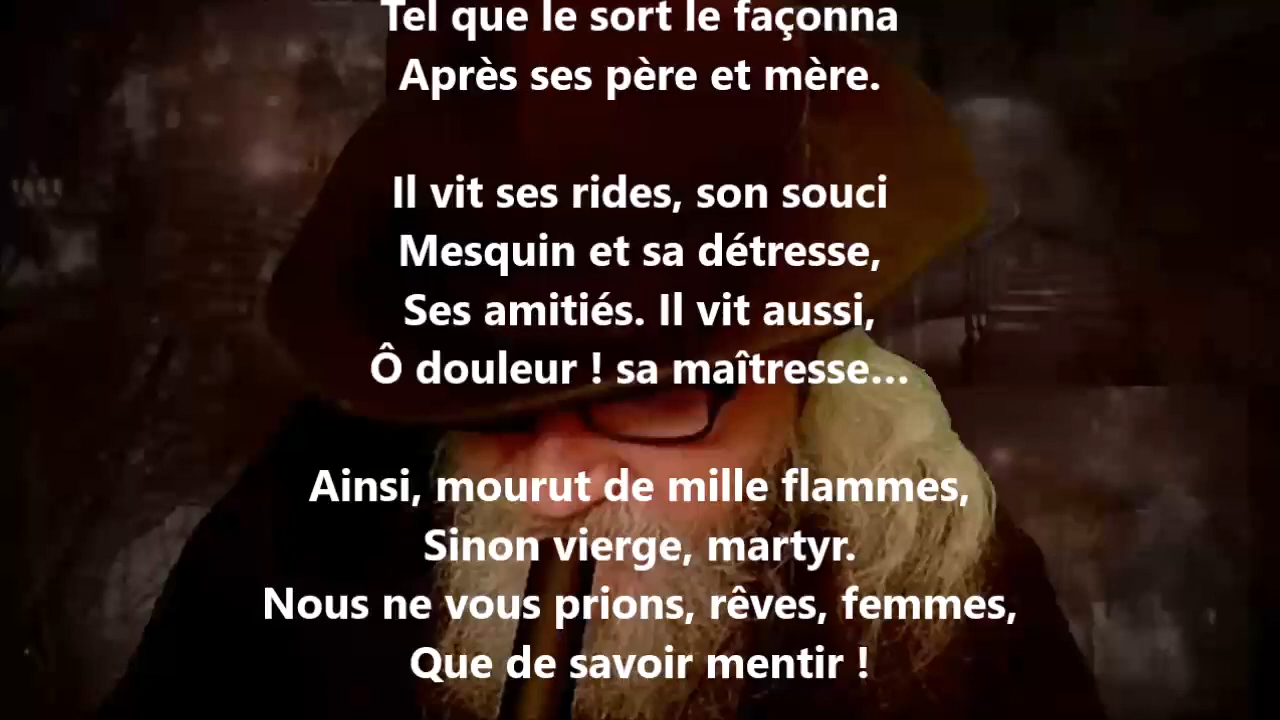 Tel que le sort le façonna
Après ses père et mère.
Il vit ses rides, son souci
Mesquin et sa détresse,
Ses amitiés. Il vit aussi,
Ô douleur ! sa maîtresse...
Ainsi, mourut de mille flammes,
Sinon vierge, martyr.
Nous ne vous prions, rêves, femmes,
Que de savoir mentir !